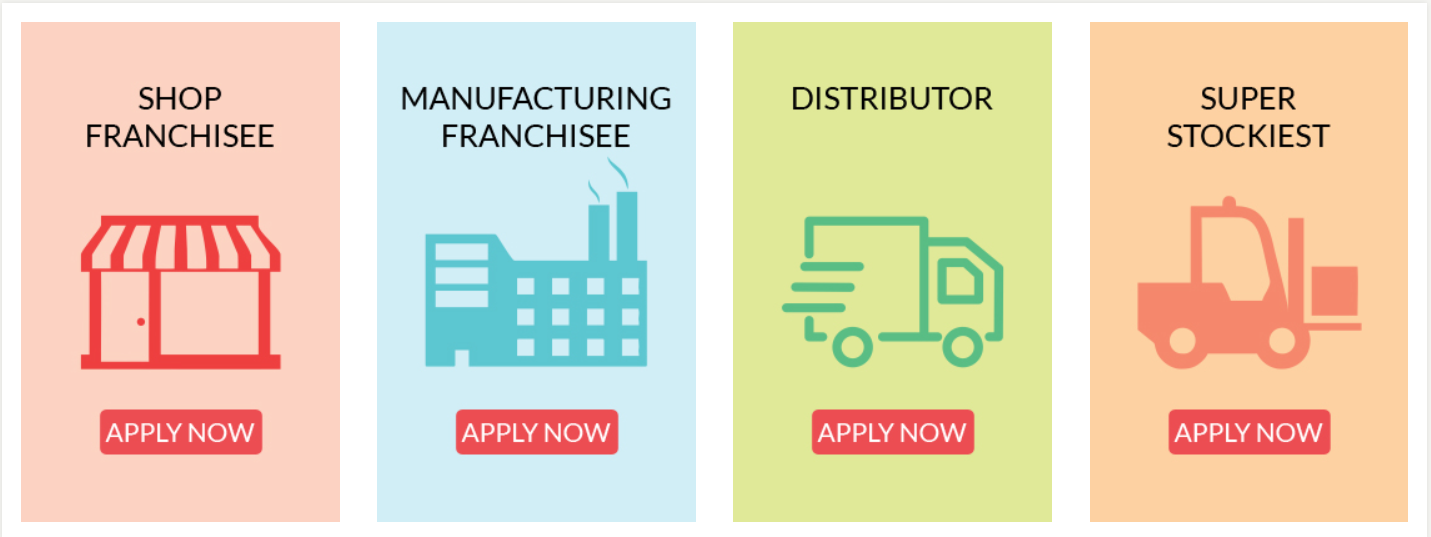 SHOP
FRANCHISEE
APPLY NOW
MANUFACTURING
FRANCHISEE
APPLY NOW
DISTRIBUTOR
APPLY NOW
SUPER
STOCKIEST
APPLY NOW